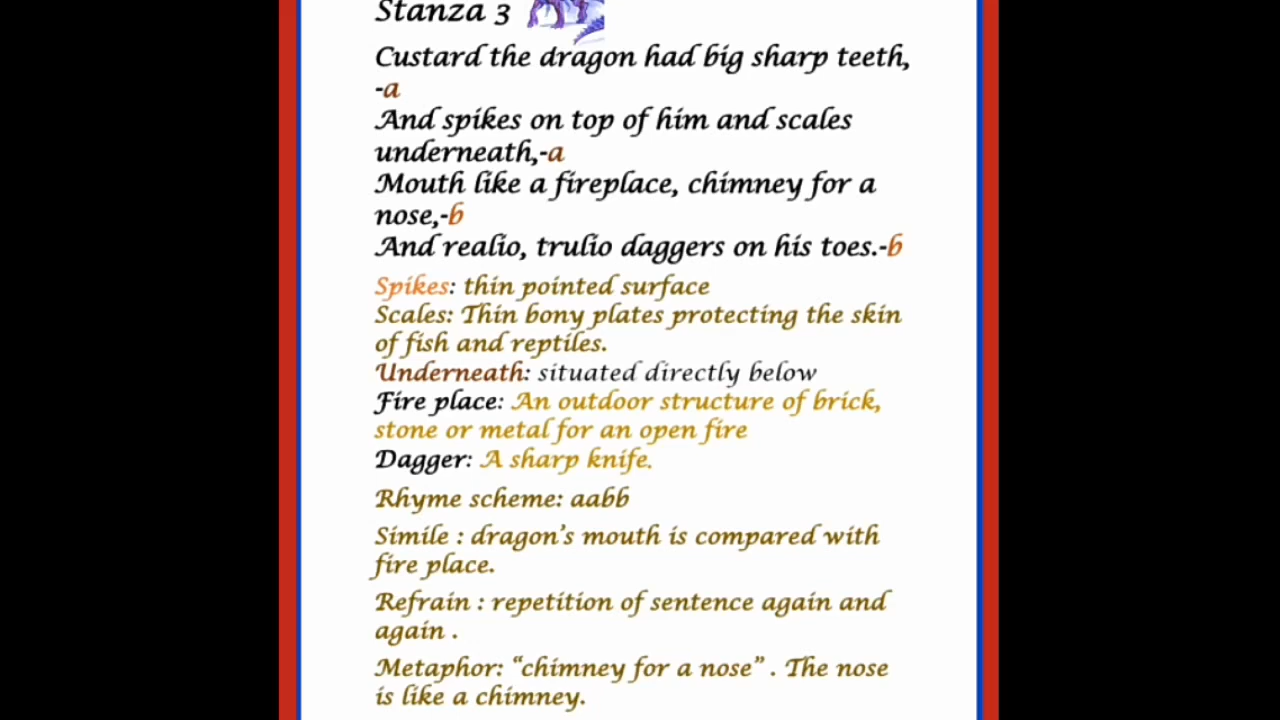 Stanza 3
Custard the dragon had big sharp teeth,
-a
And spikes on top of him and scales
underneath,-a
Mouth like a fireplace, chimney for a
nose,-b
And realio, trulio daggers on his toes.-b
Spikes: thin pointed surface
Scales: Thin bony plates protecting the skin
of fish and reptiles.
Underneath: situated directly below
Fire place: An outdoor structure of brick,
stone or metal for an open fire
Dagger: A sharp knife.
Rhyme scheme: aabb
Simile : dragon's mouth is compared with
fire place.
Refrain : repetition of sentence again and
again .
Metaphor: “chimney for a nose” . The nose
is like a chimney.